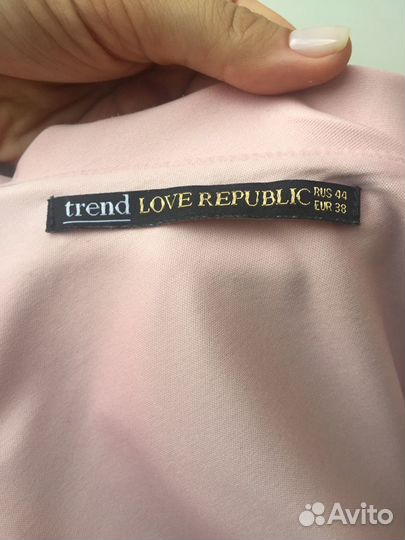 trend LOVE REPUBLIC RUS 44
EUR 38
Avito